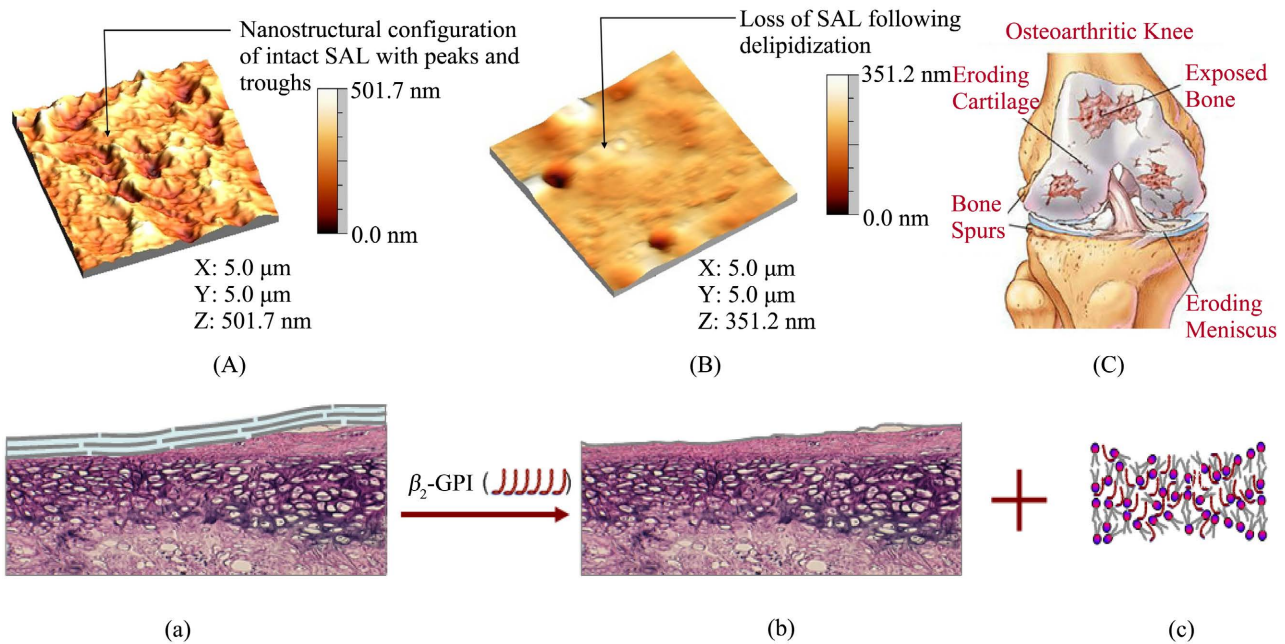 Nanostructural configuration
of intact SAL with peaks and
troughs
501.7 nm
0.0 nm
X: 5.0 μm
Y: 5.0 μm
Z: 501.7 nm
(A)
Loss of SAL following
delipidization
351.2 nm
0.0 nm
X: 5.0 μm
Y: 5.0 μm
Z: 351.2 nm
(B)
Osteoarthritic Knee
Eroding
Cartilage
Exposed
Bone
Bone
Spurs
Eroding
Meniscus
(C)
β₂-GPI ( )
(a)
(b)
(c)